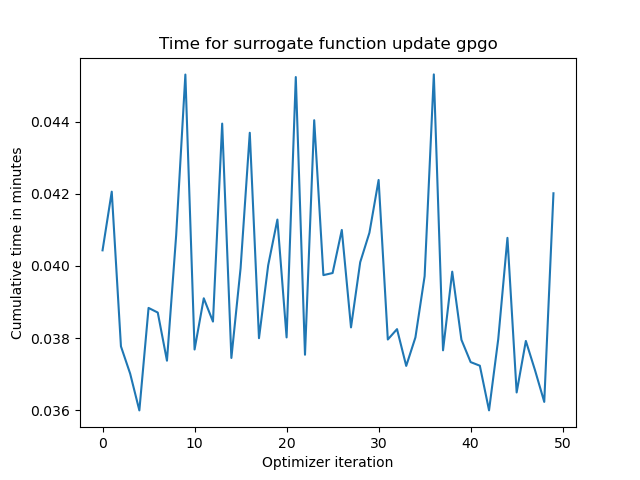 Time for surrogate function update gpgo
0.044
0.042
0.040
0.038
0.036
Cumulative time in minutes
0 10 20 30 40 50
Optimizer iteration